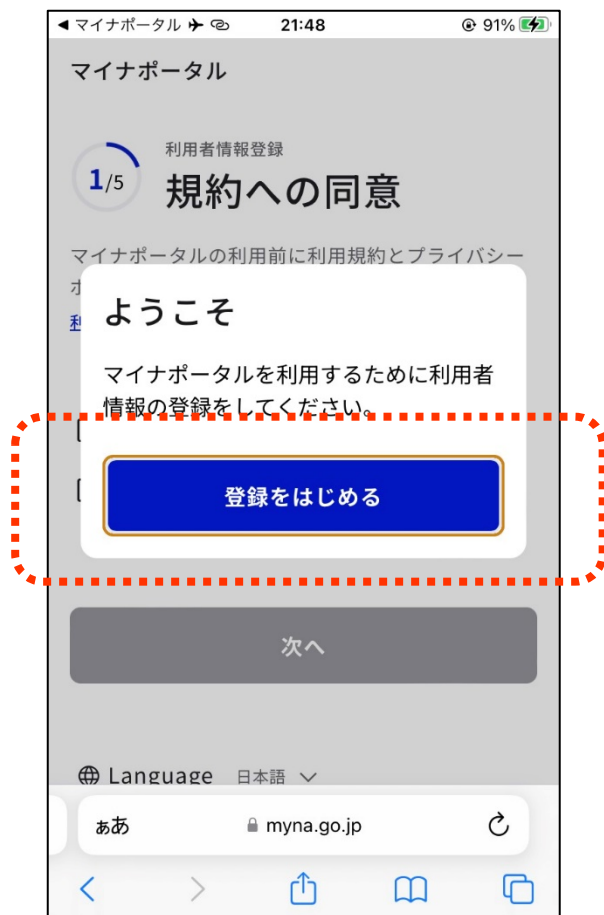 マイナポータル 21:48 91%
マイナポータル
利用者情報登録
1/5
規約への同意
マイナポータルの利用前に利用規約とプライバシー
ようこそ
マイナポータルを利用するために利用者
情報の登録をしてください。
登録をはじめる
次へ
Language 日本語
ぁあ myna.go.jp